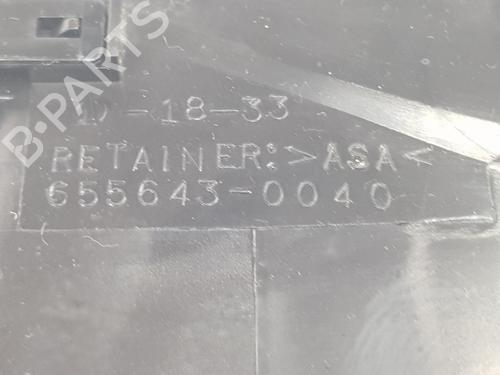 D-18-33
RETAINER:>ASA<
655643-0040
B-PARTS